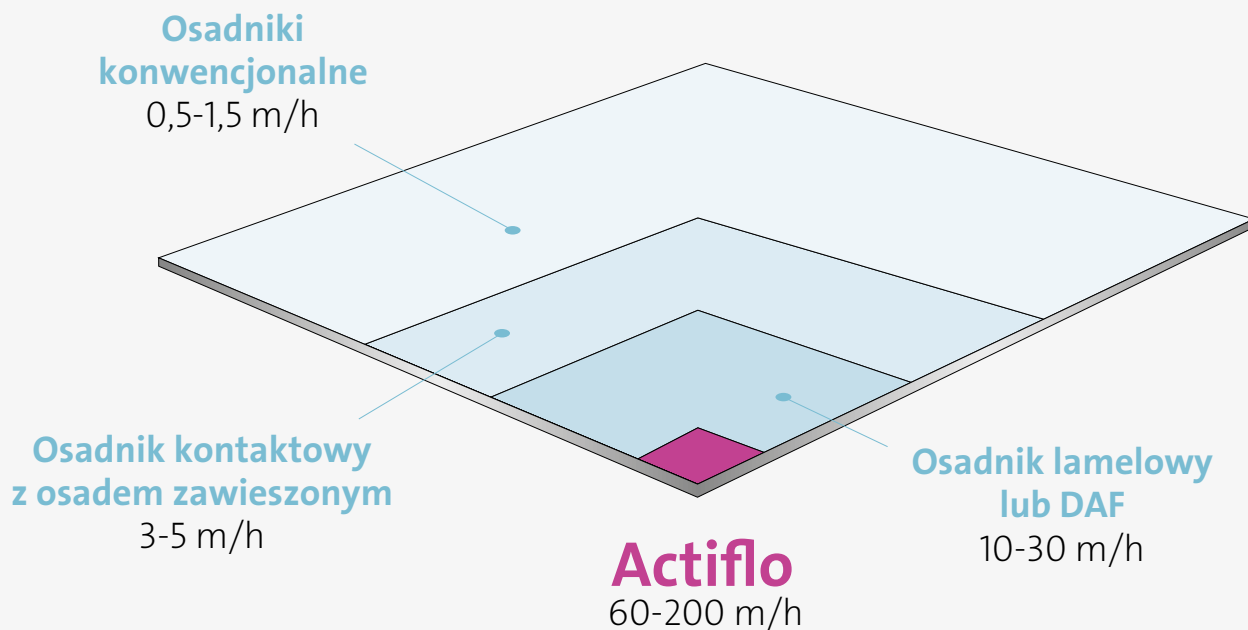 Osadniki
konwencjonalne
0,5-1,5 m/h
Osadnik kontaktowy
z osadem zawieszonym
3-5 m/h
Osadnik lamelowy
lub DAF
10-30 m/h
Actiflo
60-200 m/h